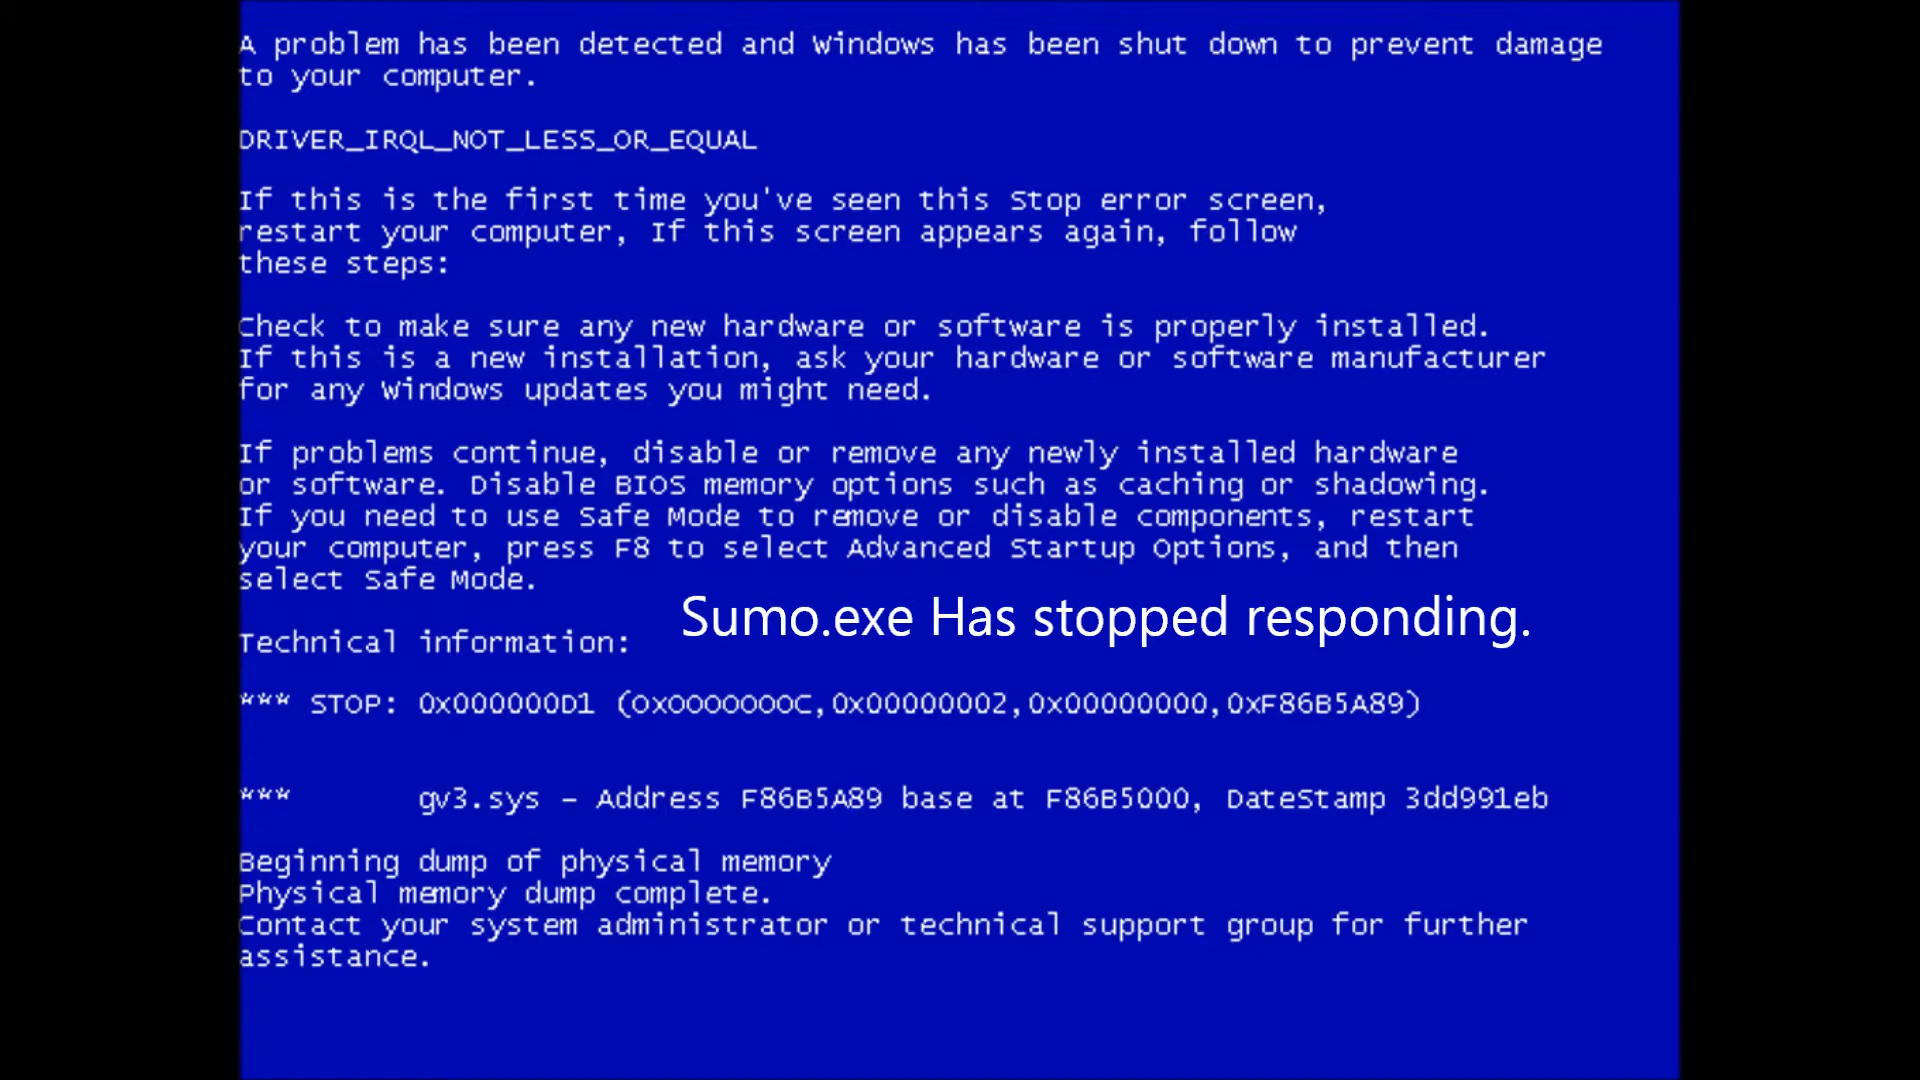 A problem has been detected and Windows has been shut down to prevent damage
to your computer.
DRIVER_IRQL_NOT_LESS_OR_EQUAL
If this is the first time you've seen this Stop error screen,
restart your computer, If this screen appears again, follow
these steps:
Check to make sure any new hardware or software is properly installed.
If this is a new installation, ask your hardware or software manufacturer
for any Windows updates you might need.
If problems continue, disable or remove any newly installed hardware
or software. Disable BIOS memory options such as caching or shadowing.
If you need to use Safe Mode to remove or disable components, restart
your computer, press F8 to select Advanced Startup Options, and then
select Safe Mode.
Sumo.exe Has stopped responding.
Technical information:
*** STOP: 0x000000D1 (0x0000000C,0x00000002,0x00000000,0xF86B5A89)
*** gv3.sys – Address F86B5A89 base at F86B5000, DateStamp 3dd991eb
Beginning dump of physical memory
Physical memory dump complete.
Contact your system administrator or technical support group for further
assistance.